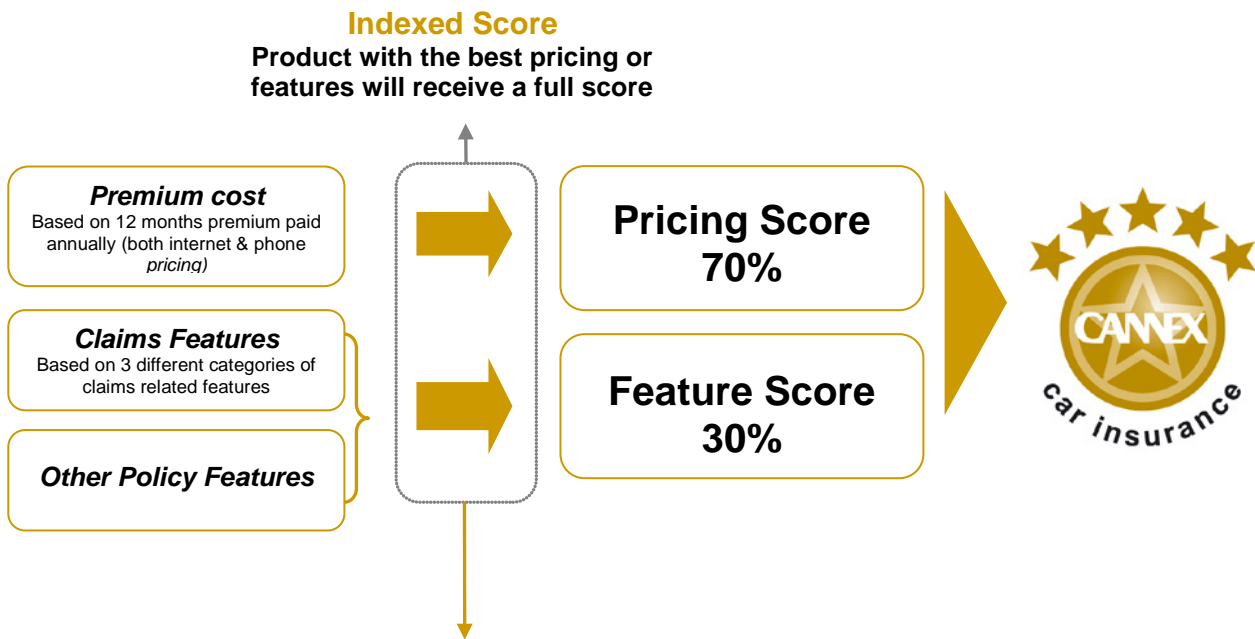 Indexed Score
Product with the best pricing or
features will receive a full score
Premium cost
Based on 12 months premium paid
annually (both internet & phone
pricing)
Claims Features
Based on 3 different categories of
claims related features
Other Policy Features
Pricing Score
70%
Feature Score
30%
CANNEX
car insurance